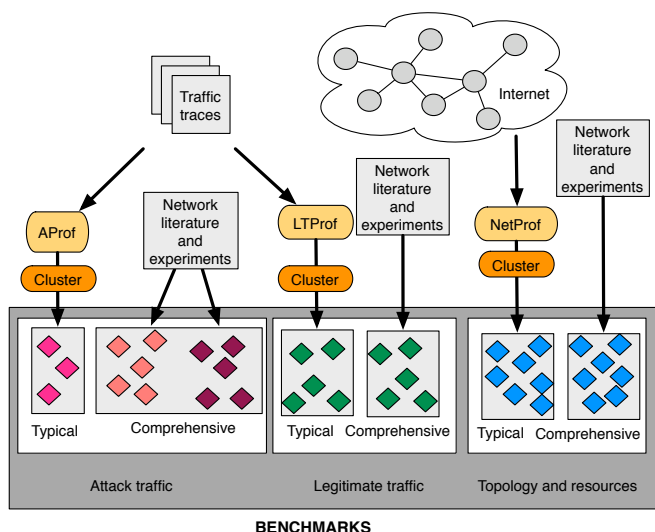 Traffic
traces
Internet
Network
literature
and
experiments
Network
literature
and
experiments
Network
literature and
experiments
AProf
LTProf
NetProf
Cluster
Cluster
Cluster
Typical
Comprehensive
Typical
Comprehensive
Typical
Comprehensive
Attack traffic
Legitimate traffic
Topology and resources
BENCHMARKS